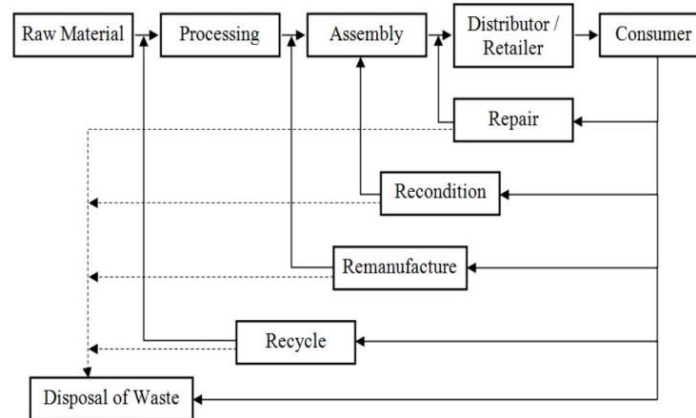 Raw Material
Processing
Assembly
Distributor /
Retailer
Consumer
Repair
Recondition
Remanufacture
Recycle
Disposal of Waste